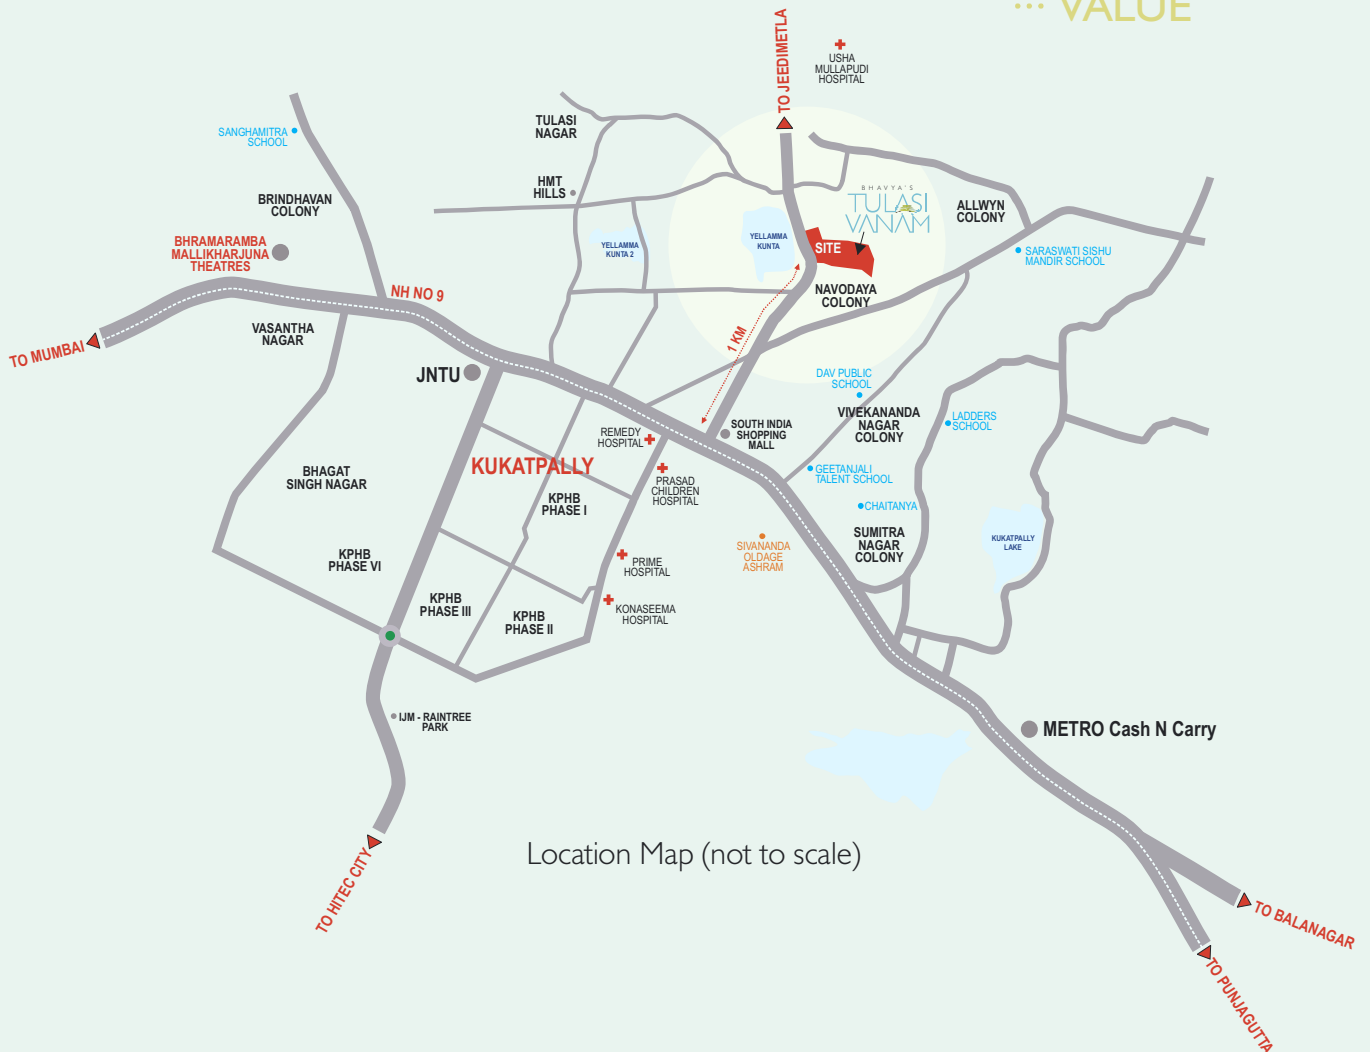 ... VALUE
TO JEEDIMETLA
USHA
MULLAPUDI
HOSPITAL
TULASI
NAGAR
SANGHAMITRA
SCHOOL
HMT
HILLS
BRINDHAVAN
COLONY
BHAVYA'S
TULASI
VANAM
ALLWYN
COLONY
BHRAMARAMBA
MALLIKHARJUNA
THEATRES
YELLAMMA
KUNTA 2
YELLAMMA
KUNTA
SITE
SARASWATI SISHU
MANDIR SCHOOL
NH NO 9
NAVODAYA
COLONY
VASANTHA
NAGAR
TO MUMBAI
1 KM
JNTU
DAV PUBLIC
SCHOOL
VIVEKANANDA
NAGAR
COLONY
LADDERS
SCHOOL
SOUTH INDIA
SHOPPING
MALL
REMEDY
HOSPITAL
KUKATPALLY
BHAGAT
SINGH NAGAR
PRASAD
CHILDREN
HOSPITAL
GEETANJALI
TALENT SCHOOL
KPHB
PHASE I
CHAITANYA
SUMITRA
NAGAR
COLONY
KUKATPALLY
LAKE
SIVANANDA
OLDAGE
ASHRAM
KPHB
PHASE VI
PRIME
HOSPITAL
KPHB
PHASE III
KPHB
PHASE II
KONASEEMA
HOSPITAL
IJM - RAINTREE
PARK
METRO Cash N Carry
Location Map (not to scale)
TO HITEC CITY
TO BALANAGAR
TO PUNJAGUTTA